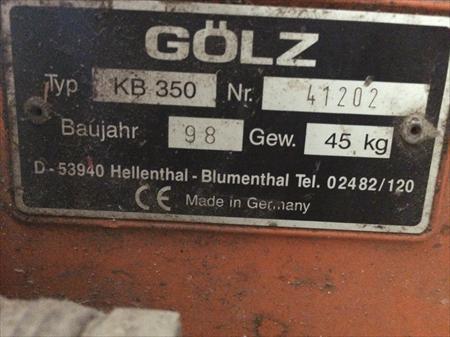 GÖLZ
Typ KB 350 Nr. 41202
Baujahr 98 Gew. 45 kg
D-53940 Hellenthal-Blumenthal Tel. 02482/120
CE Made in Germany